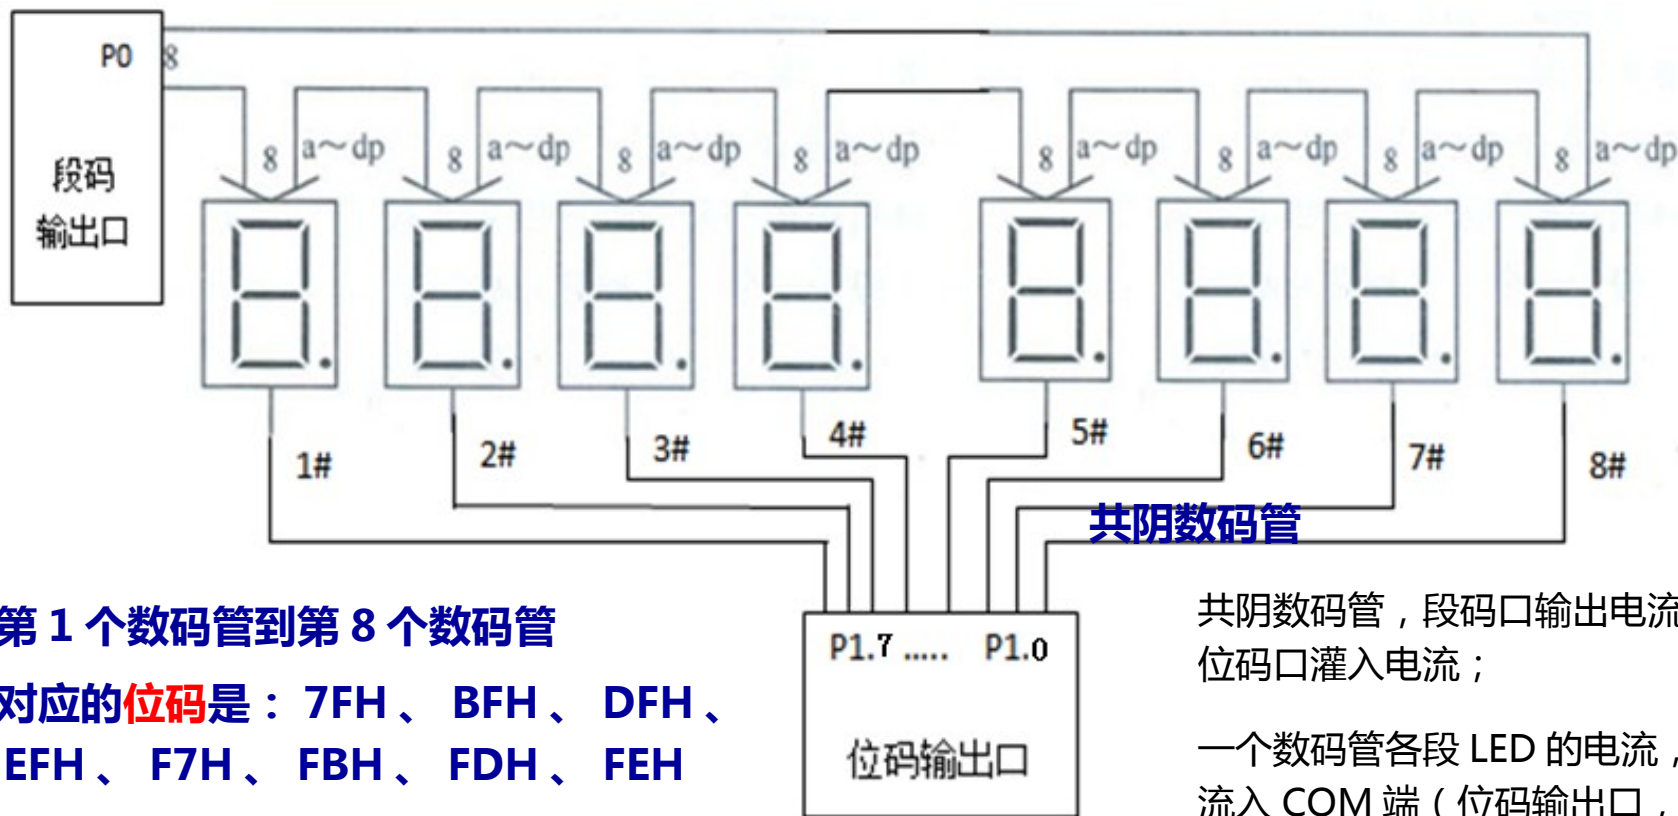 P0
8
段码
输出口
8 a～dp 8 a～dp 8 a～dp 8 a～dp 8 a～dp 8 a～dp 8 a～dp 8 a～dp
1# 2# 3# 4# 5# 6# 7# 8#
共阴数码管
第 1 个数码管到第 8 个数码管
对应的位码是： 7FH 、 BFH 、 DFH 、
EFH 、 F7H 、 FBH 、 FDH 、 FEH
P1.7 ..... P1.0
位码输出口
共阴数码管，段码口输出电流
位码口灌入电流；
一个数码管各段 LED 的电流，
流入 COM 端（位码输出口，